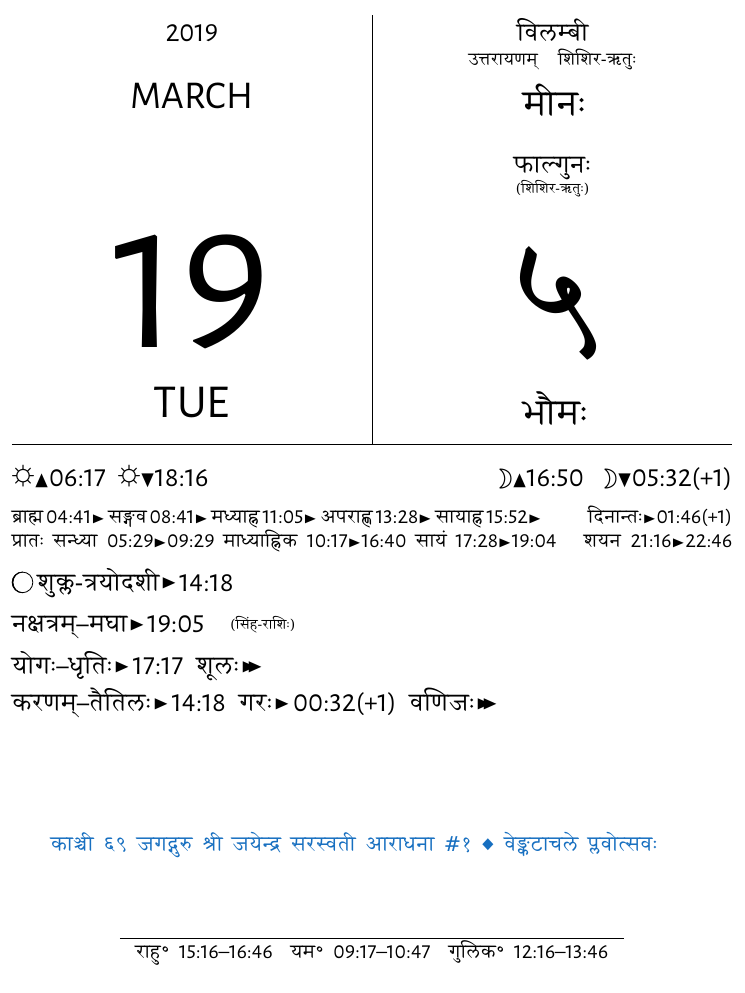 2019
MARCH
19
TUE
विलम्बी
उत्तरायणम् शिशिर-ऋतुः
मीनः
फाल्गुनः
(शिशिर-ऋतुः)
५
भौमः
☼▲06:17 ☼▼18:16 ☽▲16:50 ☽▼05:32(+1)
ब्राह्म 04:41► सङ्गव 08:41► मध्याह्न 11:05► अपराह्ण 13:28► सायाह्न 15:52► दिनान्तः►01:46(+1)
प्रातः सन्ध्या 05:29►09:29 माध्याह्निक 10:17►16:40 सायं 17:28►19:04 शयन 21:16►22:46
○ शुक्ल-त्रयोदशी►14:18
नक्षत्रम्–मघा►19:05 (सिंह-राशिः)
योगः–धृतिः►17:17 शूलः►►
करणम्–तैतिलः►14:18 गरः►00:32(+1) वणिजः►►
काञ्ची ६९ जगद्गुरु श्री जयेन्द्र सरस्वती आराधना #१ ◆ वेङ्कटाचले प्लवोत्सवः
राहु° 15:16–16:46 यम° 09:17–10:47 गुलिक° 12:16–13:46